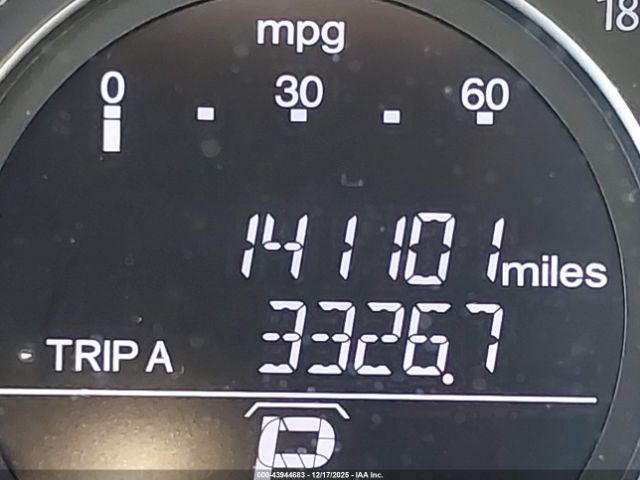 18
mpg
0 30 60
141101 miles
TRIP A 3326.7
P
000-43944683 | 12/17/2025 - IAA Inc.